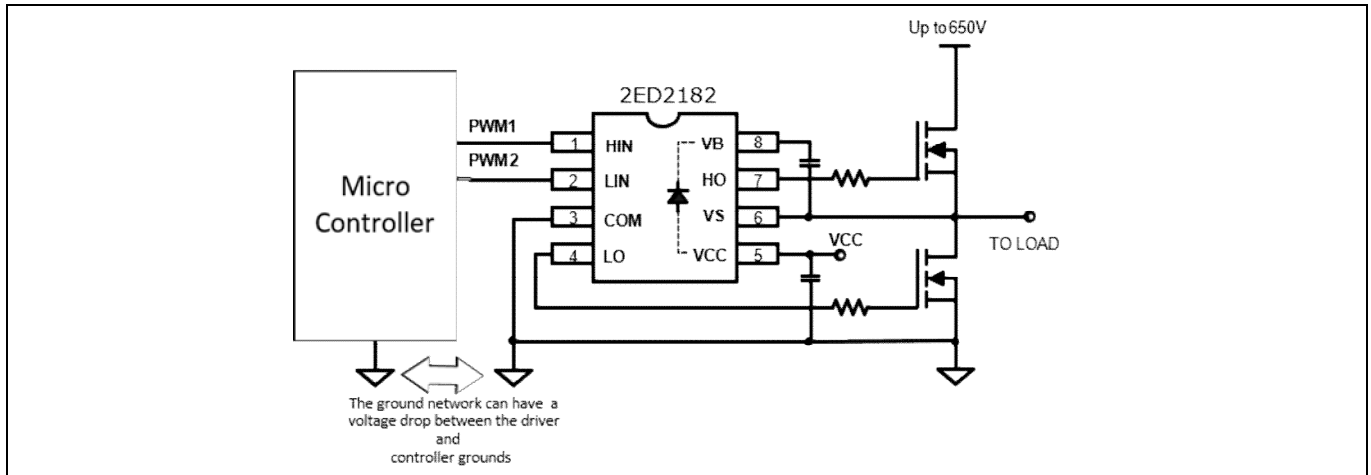 Up to 650V
2ED2182
PWM1
1
HIN
VB
8
PWM2
2
LIN
HO
7
Micro
Controller
3
COM
VS
6
TO LOAD
4
LO
VCC
5
VCC
The ground network can have a
voltage drop between the driver
and
controller grounds